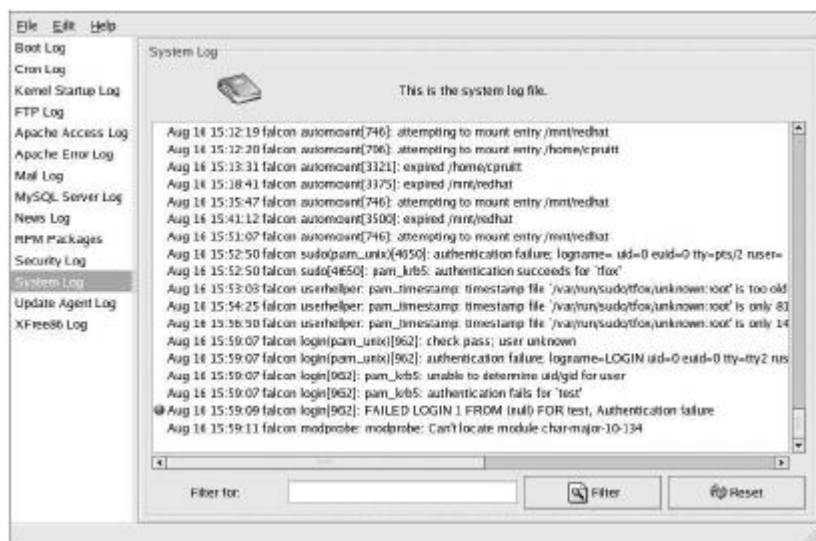 File Edit Help
Boot Log
Cron Log
Kernel Startup Log
FTP Log
Apache Access Log
Apache Error Log
Mail Log
MySQL Server Log
News Log
RPM Packages
Security Log
System Log
Update Agent Log
XFree86 Log
System Log
This is the system log file.
Aug 16 15:12:19 falcon automount[746]: attempting to mount entry /mnt/redhat
Aug 16 15:12:20 falcon automount[706]: attempting to mount entry /home/cpruitt
Aug 16 15:13:31 falcon automount[3321]: expired /home/cpruitt
Aug 16 15:18:41 falcon automount[3375]: expired /mnt/redhat
Aug 16 15:35:47 falcon automount[746]: attempting to mount entry /mnt/redhat
Aug 16 15:41:12 falcon automount[3500]: expired /mnt/redhat
Aug 16 15:51:07 falcon automount[746]: attempting to mount entry /mnt/redhat
Aug 16 15:52:50 falcon sudo(pam_unix)[4650]: authentication failure; logname= uid=0 euid=0 tty=pts/2 ruser=
Aug 16 15:52:50 falcon sudo[4650]: pam_krb5: authentication succeeds for 'tfox'
Aug 16 15:53:03 falcon userhelper: pam_timestamp: timestamp file `/var/run/sudo/tfox/unknown:root' is too old
Aug 16 15:54:25 falcon userhelper: pam_timestamp: timestamp file `/var/run/sudo/tfox/unknown:root' is only 81
Aug 16 15:56:50 falcon userhelper: pam_timestamp: timestamp file `/var/run/sudo/tfox/unknown:root' is only 14
Aug 16 15:59:07 falcon login(pam_unix)[962]: check pass; user unknown
Aug 16 15:59:07 falcon login(pam_unix)[962]: authentication failure; logname=LOGIN uid=0 euid=0 tty=tty2 rus
Aug 16 15:59:07 falcon login[962]: pam_krb5: unable to determine uid/gid for user
Aug 16 15:59:07 falcon login[962]: pam_krb5: authentication fails for 'test'
Aug 16 15:59:09 falcon login[962]: FAILED LOGIN 1 FROM (null) FOR test, Authentication failure
Aug 16 15:59:11 falcon modprobe: modprobe: Can't locate module char-major-10-134
Filter for: Filter Reset